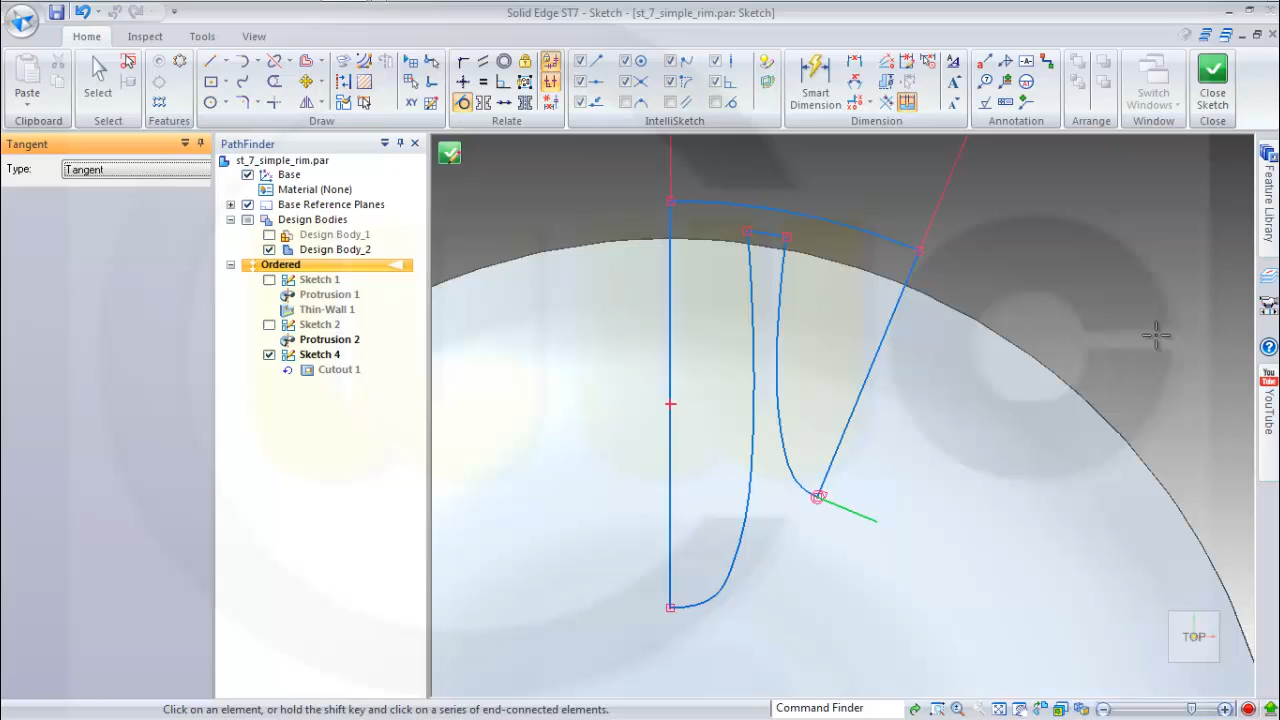 Solid Edge ST7 - Sketch - [st_7_simple_rim.par: Sketch]
Home
Inspect
Tools
View
Paste
Select
Smart
Dimension
Switch
Windows
Close
Sketch
Clipboard
Select
Features
Draw
Relate
IntelliSketch
Dimension
Annotation
Arrange
Window
Close
Tangent
Type:
Tangent
PathFinder
st_7_simple_rim.par
Base
Material (None)
Base Reference Planes
Design Bodies
Design Body_1
Design Body_2
Ordered
Sketch 1
Protrusion 1
Thin-Wall 1
Sketch 2
Protrusion 2
Sketch 4
Cutout 1
TOP
Feature Library
You
Tube
YouTube
Click on an element, or hold the shift key and click on a series of end-connected elements.
Command Finder